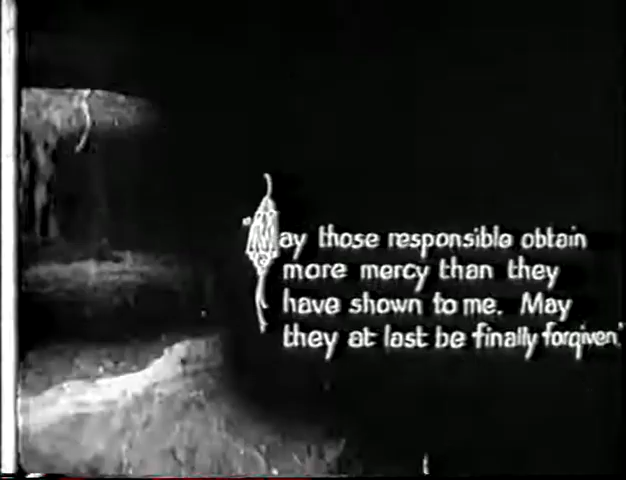 May those responsible obtain
more mercy than they
have shown to me. May
they at last be finally forgiven."